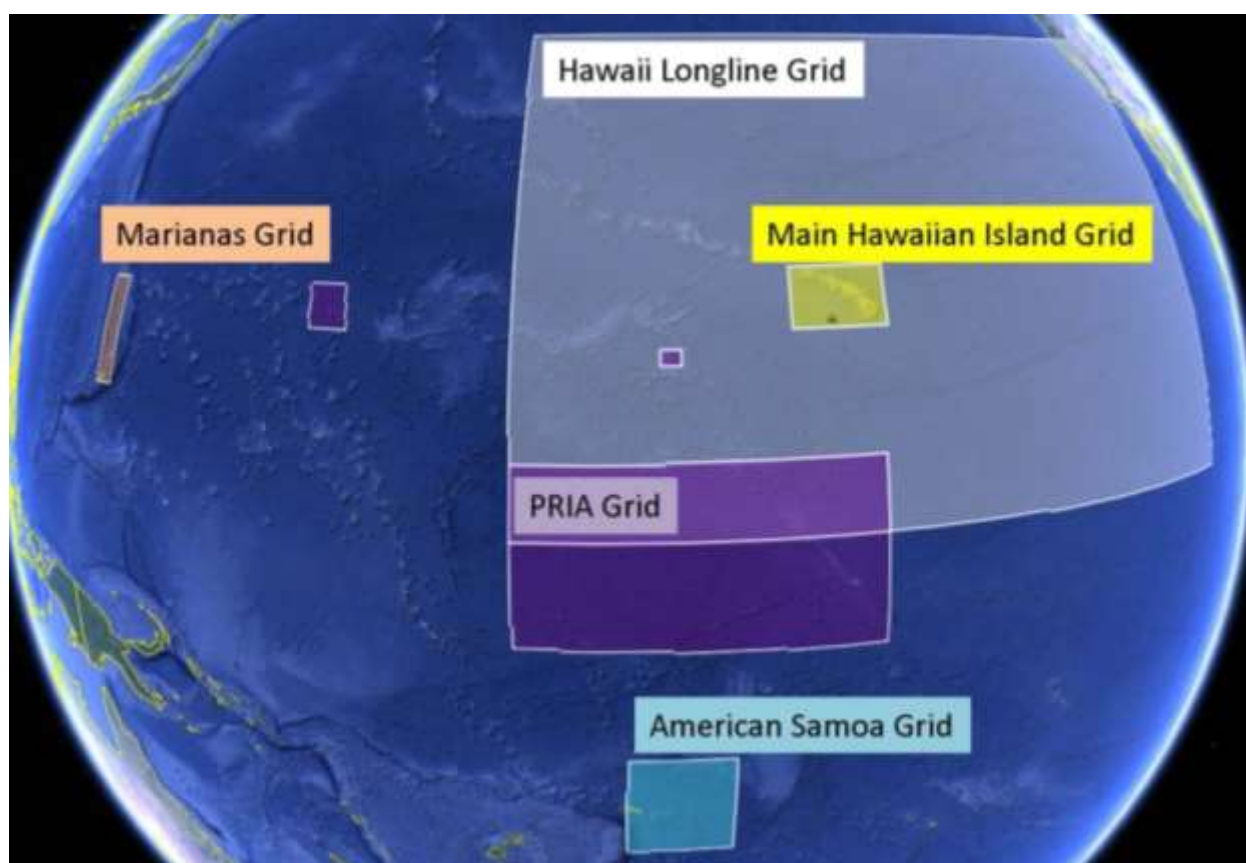 Hawaii Longline Grid
Marianas Grid
Main Hawaiian Island Grid
PRIA Grid
American Samoa Grid